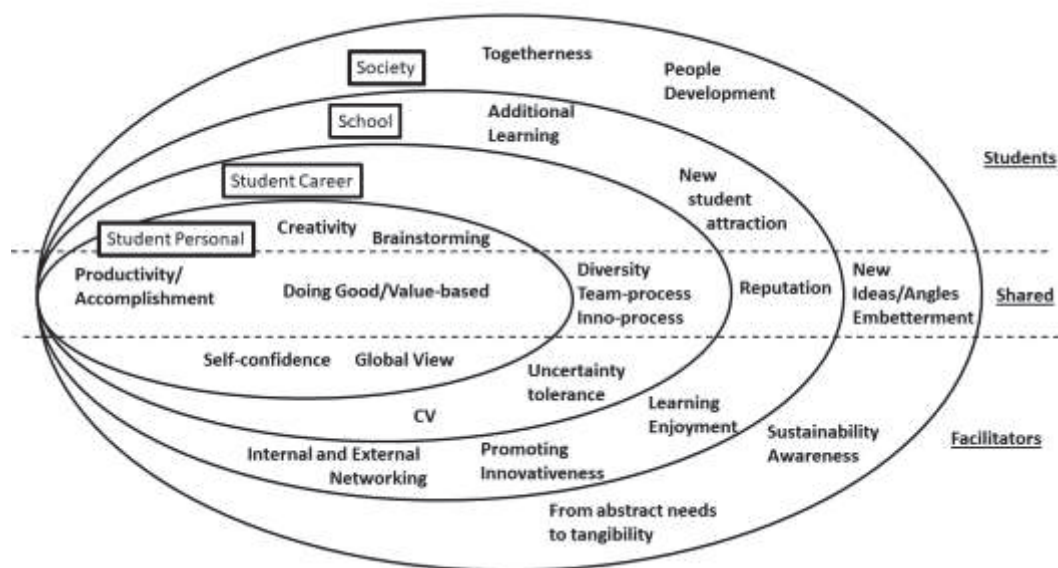 Togetherness
Society
People
Development
School
Additional
Learning
Students
Student Career
New
student
attraction
Creativity
Student Personal
Brainstorming
Productivity/
Accomplishment
Doing Good/Value-based
Diversity
Team-process
Inno-process
Reputation
New
Ideas/Angles
Embetterment
Shared
Self-confidence
Global View
Uncertainty
tolerance
CV
Learning
Enjoyment
Internal and External
Networking
Promoting
Innovativeness
Sustainability
Awareness
Facilitators
From abstract needs
to tangibility